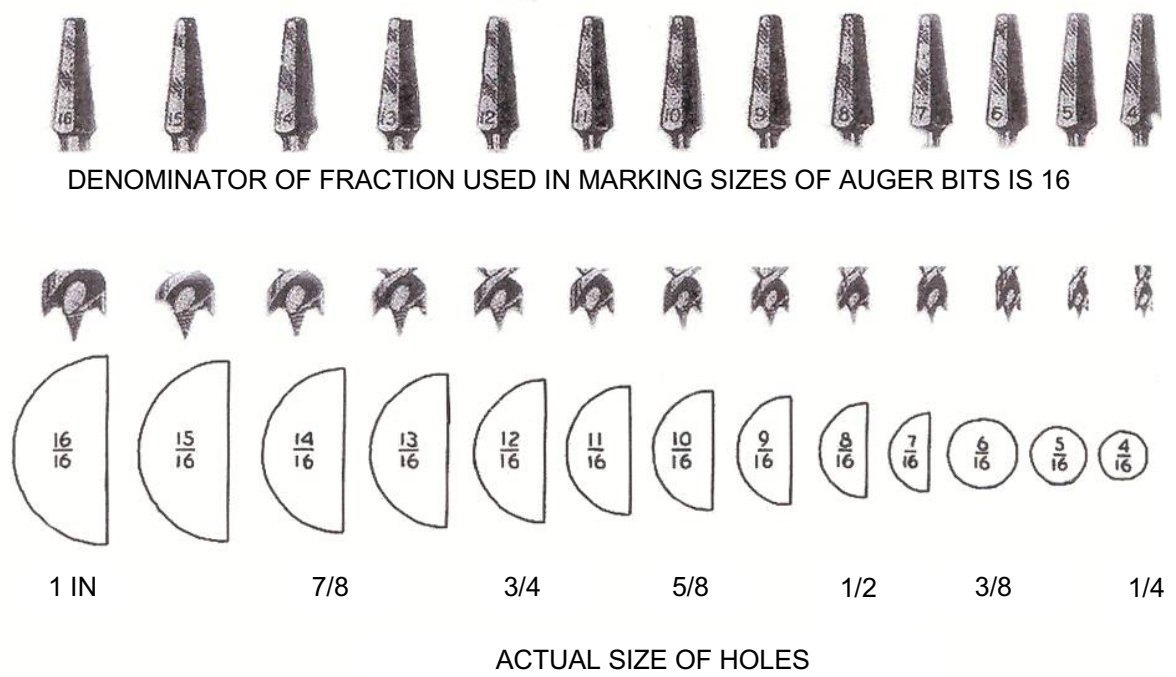 16 15 14 13 12 11 10 9 8 7 6 5 4
DENOMINATOR OF FRACTION USED IN MARKING SIZES OF AUGER BITS IS 16
16/16 15/16 14/16 13/16 12/16 11/16 10/16 9/16 8/16 7/16 6/16 5/16 4/16
1 IN 7/8 3/4 5/8 1/2 3/8 1/4
ACTUAL SIZE OF HOLES